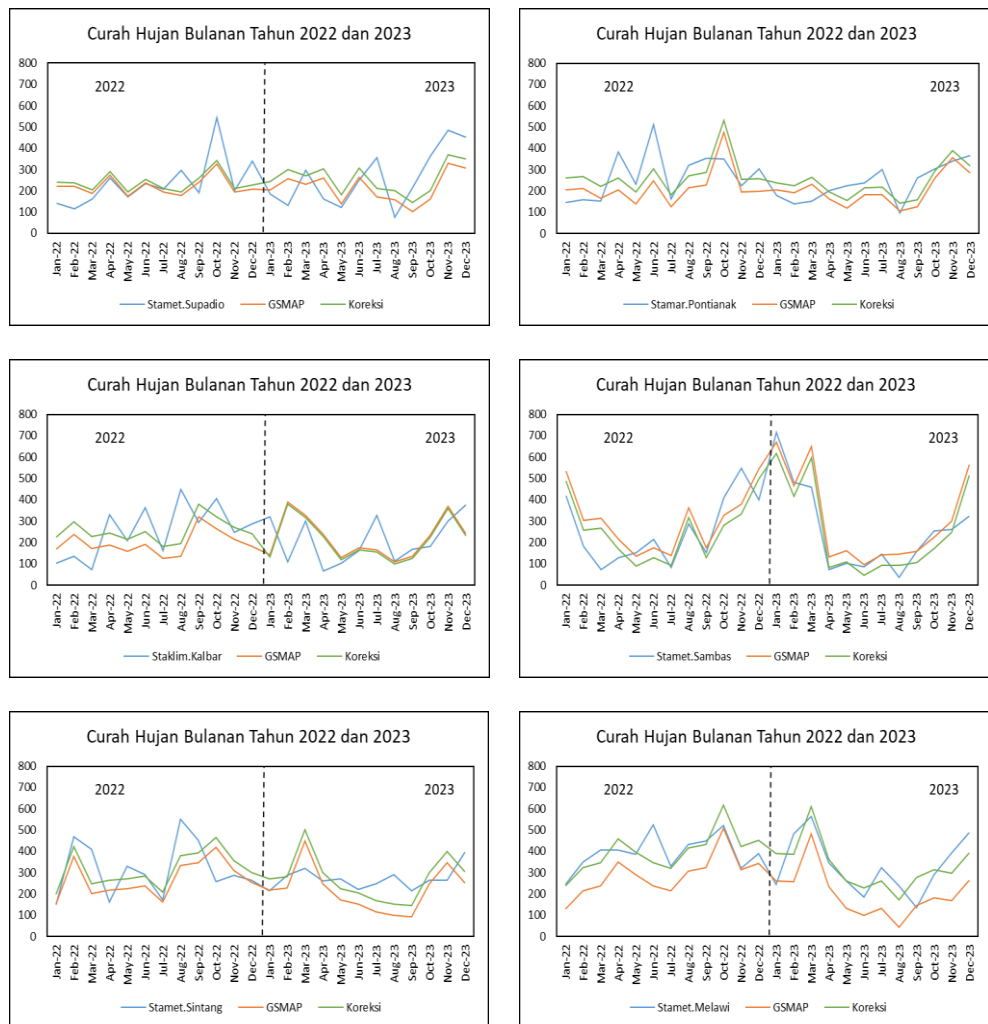 Curah Hujan Bulanan Tahun 2022 dan 2023
800
700
600
500
400
300
200
100
0
2022
2023
Jan-22
Feb-22
Mar-22
Apr-22
May-22
Jun-22
Jul-22
Aug-22
Sep-22
Oct-22
Nov-22
Dec-22
Jan-23
Feb-23
Mar-23
Apr-23
May-23
Jun-23
Jul-23
Aug-23
Sep-23
Oct-23
Nov-23
Dec-23
Stamet.Supadio GSMAP Koreksi
Curah Hujan Bulanan Tahun 2022 dan 2023
800
700
600
500
400
300
200
100
0
2022
2023
Jan-22
Feb-22
Mar-22
Apr-22
May-22
Jun-22
Jul-22
Aug-22
Sep-22
Oct-22
Nov-22
Dec-22
Jan-23
Feb-23
Mar-23
Apr-23
May-23
Jun-23
Jul-23
Aug-23
Sep-23
Oct-23
Nov-23
Dec-23
Stamar.Pontianak GSMAP Koreksi
Curah Hujan Bulanan Tahun 2022 dan 2023
800
700
600
500
400
300
200
100
0
2022
2023
Jan-22
Feb-22
Mar-22
Apr-22
May-22
Jun-22
Jul-22
Aug-22
Sep-22
Oct-22
Nov-22
Dec-22
Jan-23
Feb-23
Mar-23
Apr-23
May-23
Jun-23
Jul-23
Aug-23
Sep-23
Oct-23
Nov-23
Dec-23
Staklim.Kalbar GSMAP Koreksi
Curah Hujan Bulanan Tahun 2022 dan 2023
800
700
600
500
400
300
200
100
0
2022
2023
Jan-22
Feb-22
Mar-22
Apr-22
May-22
Jun-22
Jul-22
Aug-22
Sep-22
Oct-22
Nov-22
Dec-22
Jan-23
Feb-23
Mar-23
Apr-23
May-23
Jun-23
Jul-23
Aug-23
Sep-23
Oct-23
Nov-23
Dec-23
Stamet.Sambas GSMAP Koreksi
Curah Hujan Bulanan Tahun 2022 dan 2023
800
700
600
500
400
300
200
100
0
2022
2023
Jan-22
Feb-22
Mar-22
Apr-22
May-22
Jun-22
Jul-22
Aug-22
Sep-22
Oct-22
Nov-22
Dec-22
Jan-23
Feb-23
Mar-23
Apr-23
May-23
Jun-23
Jul-23
Aug-23
Sep-23
Oct-23
Nov-23
Dec-23
Stamet.Sintang GSMAP Koreksi
Curah Hujan Bulanan Tahun 2022 dan 2023
800
700
600
500
400
300
200
100
0
2022
2023
Jan-22
Feb-22
Mar-22
Apr-22
May-22
Jun-22
Jul-22
Aug-22
Sep-22
Oct-22
Nov-22
Dec-22
Jan-23
Feb-23
Mar-23
Apr-23
May-23
Jun-23
Jul-23
Aug-23
Sep-23
Oct-23
Nov-23
Dec-23
Stamet.Melawi GSMAP Koreksi